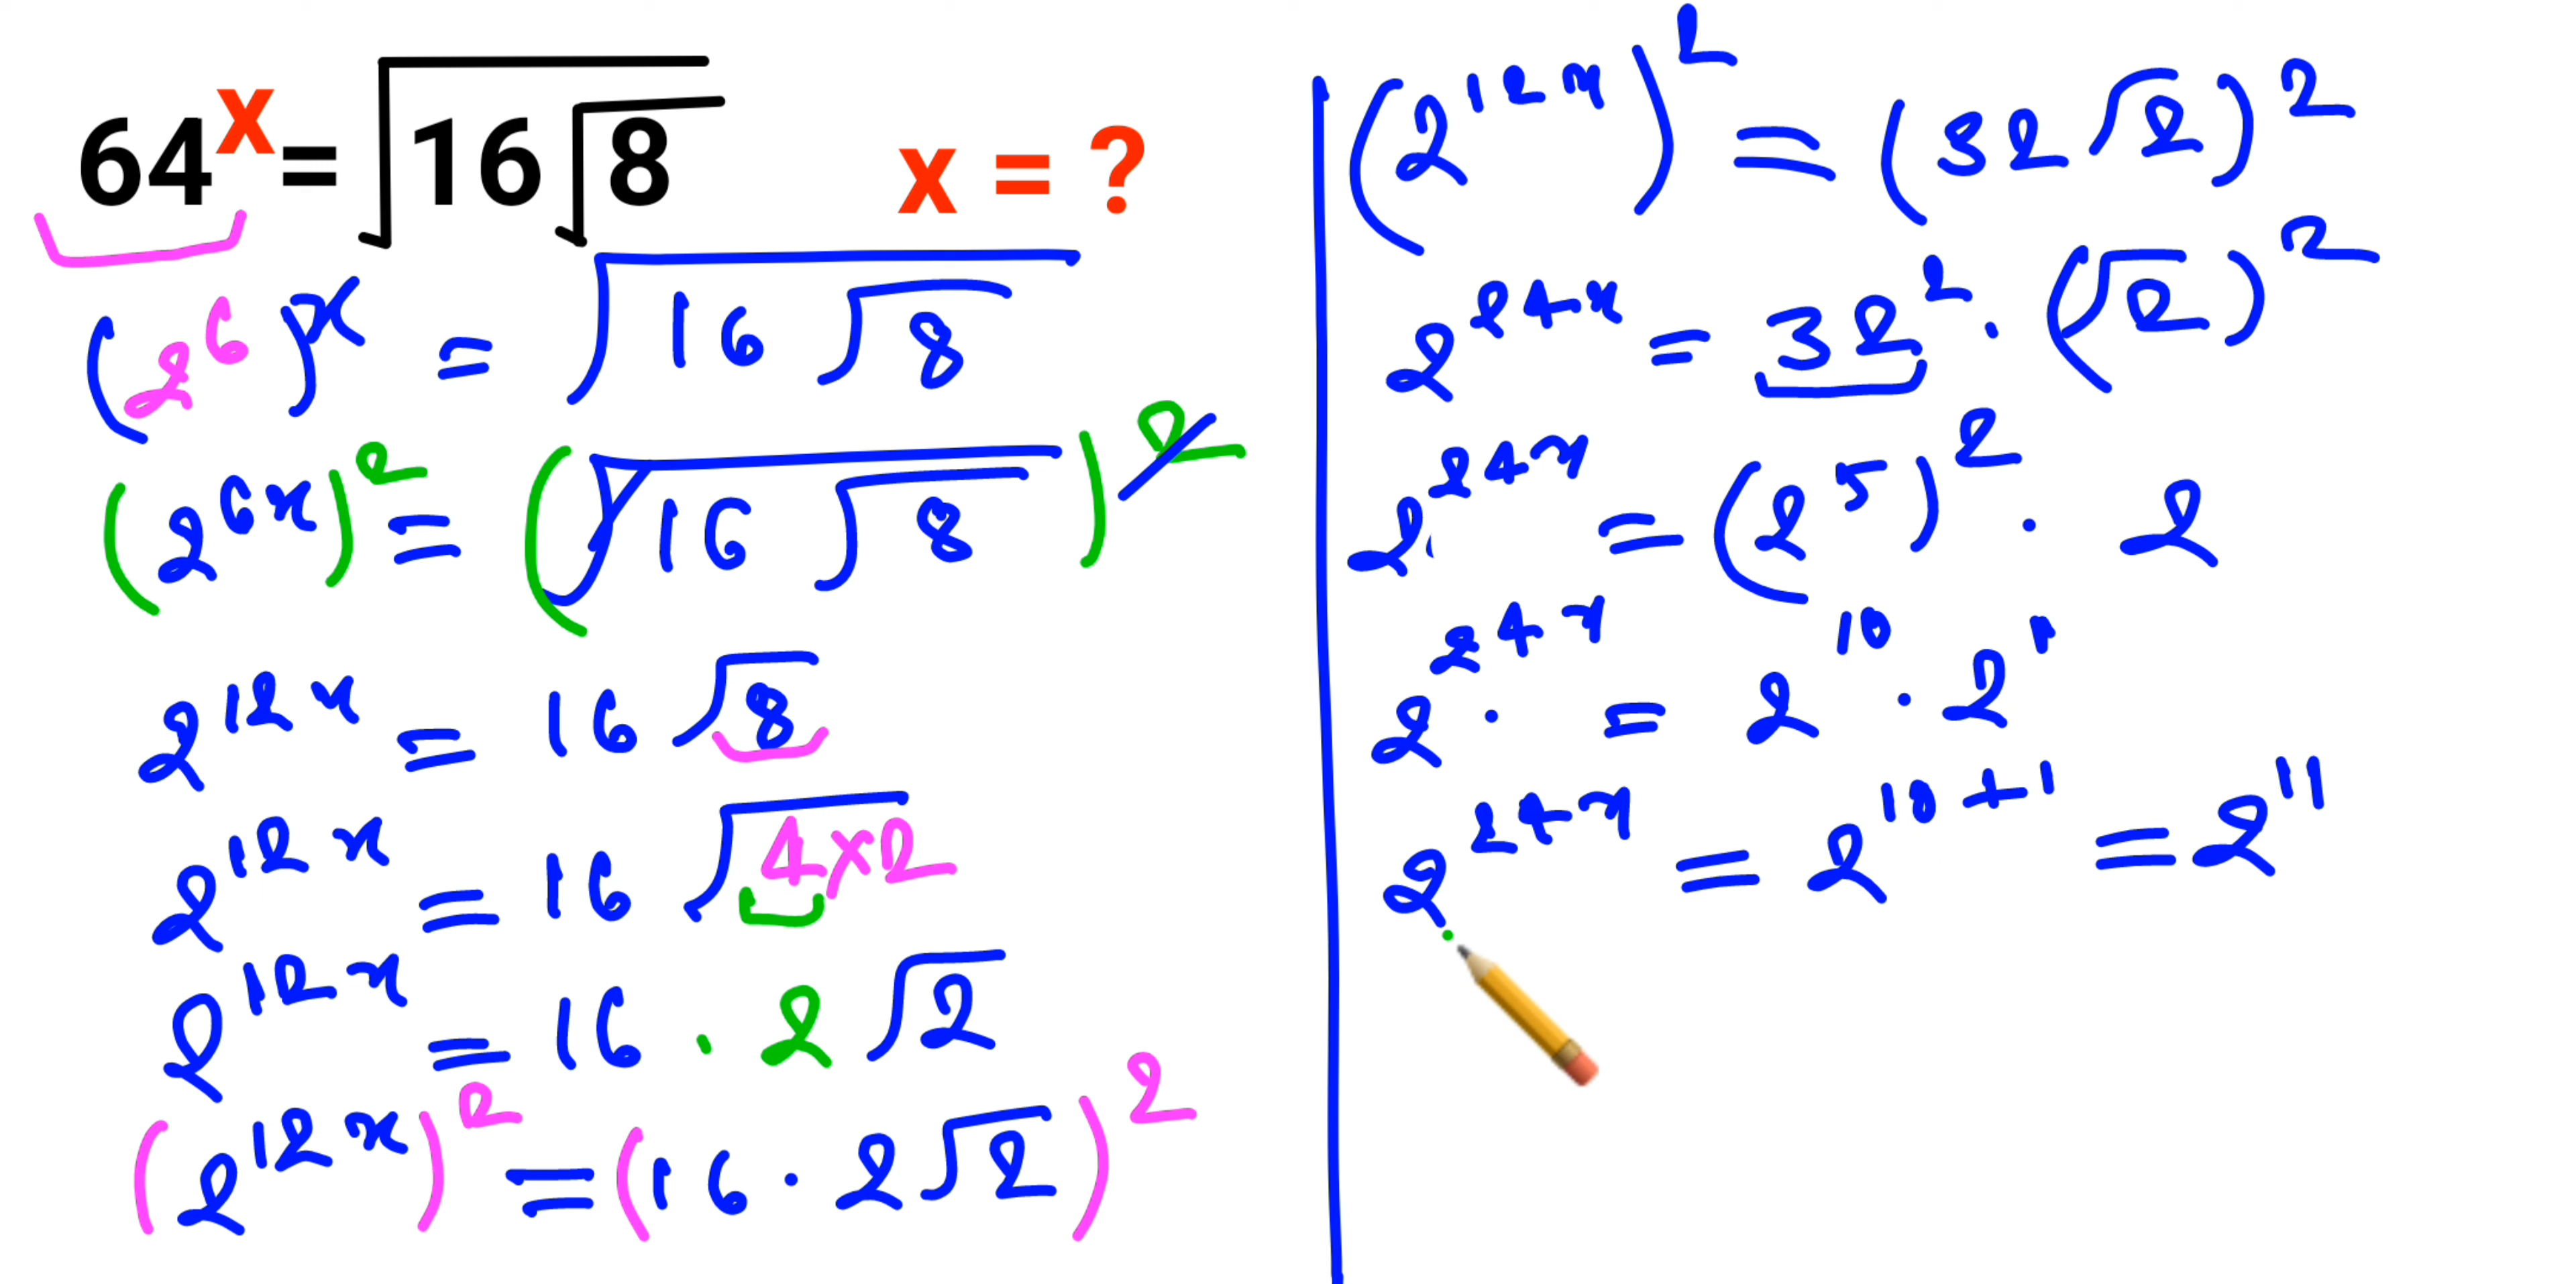 64^x = √(16√8) x = ?
(2^6)^x = √(16√8)
(2^(6x))^2 = (√(16√8))^2
2^(12x) = 16√8
2^(12x) = 16√(4×2)
2^(12x) = 16 · 2√2
(2^(12x))^2 = (16 · 2√2)^2
(2^(12x))^2 = (32√2)^2
2^(24x) = 32^2 · (√2)^2
2^(24x) = (2^5)^2 · 2
2^(24x) = 2^10 · 2^1
2^(24x) = 2^(10+1) = 2^11